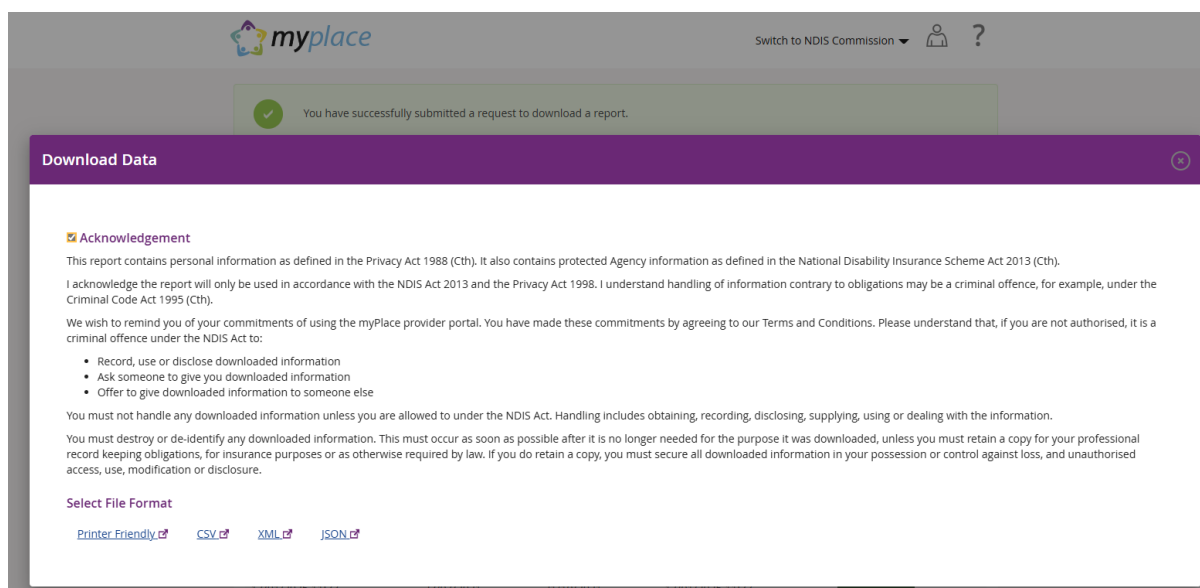 myplace
Switch to NDIS Commission
?
You have successfully submitted a request to download a report.
Download Data
Acknowledgement
This report contains personal information as defined in the Privacy Act 1988 (Cth). It also contains protected Agency information as defined in the National Disability Insurance Scheme Act 2013 (Cth).
I acknowledge the report will only be used in accordance with the NDIS Act 2013 and the Privacy Act 1998. I understand handling of information contrary to obligations may be a criminal offence, for example, under the
Criminal Code Act 1995 (Cth).
We wish to remind you of your commitments of using the myPlace provider portal. You have made these commitments by agreeing to our Terms and Conditions. Please understand that, if you are not authorised, it is a
criminal offence under the NDIS Act to:
• Record, use or disclose downloaded information
• Ask someone to give you downloaded information
• Offer to give downloaded information to someone else
You must not handle any downloaded information unless you are allowed to under the NDIS Act. Handling includes obtaining, recording, disclosing, supplying, using or dealing with the information.
You must destroy or de-identify any downloaded information. This must occur as soon as possible after it is no longer needed for the purpose it was downloaded, unless you must retain a copy for your professional
record keeping obligations, for insurance purposes or as otherwise required by law. If you do retain a copy, you must secure all downloaded information in your possession or control against loss, and unauthorised
access, use, modification or disclosure.
Select File Format
Printer Friendly CSV XML JSON